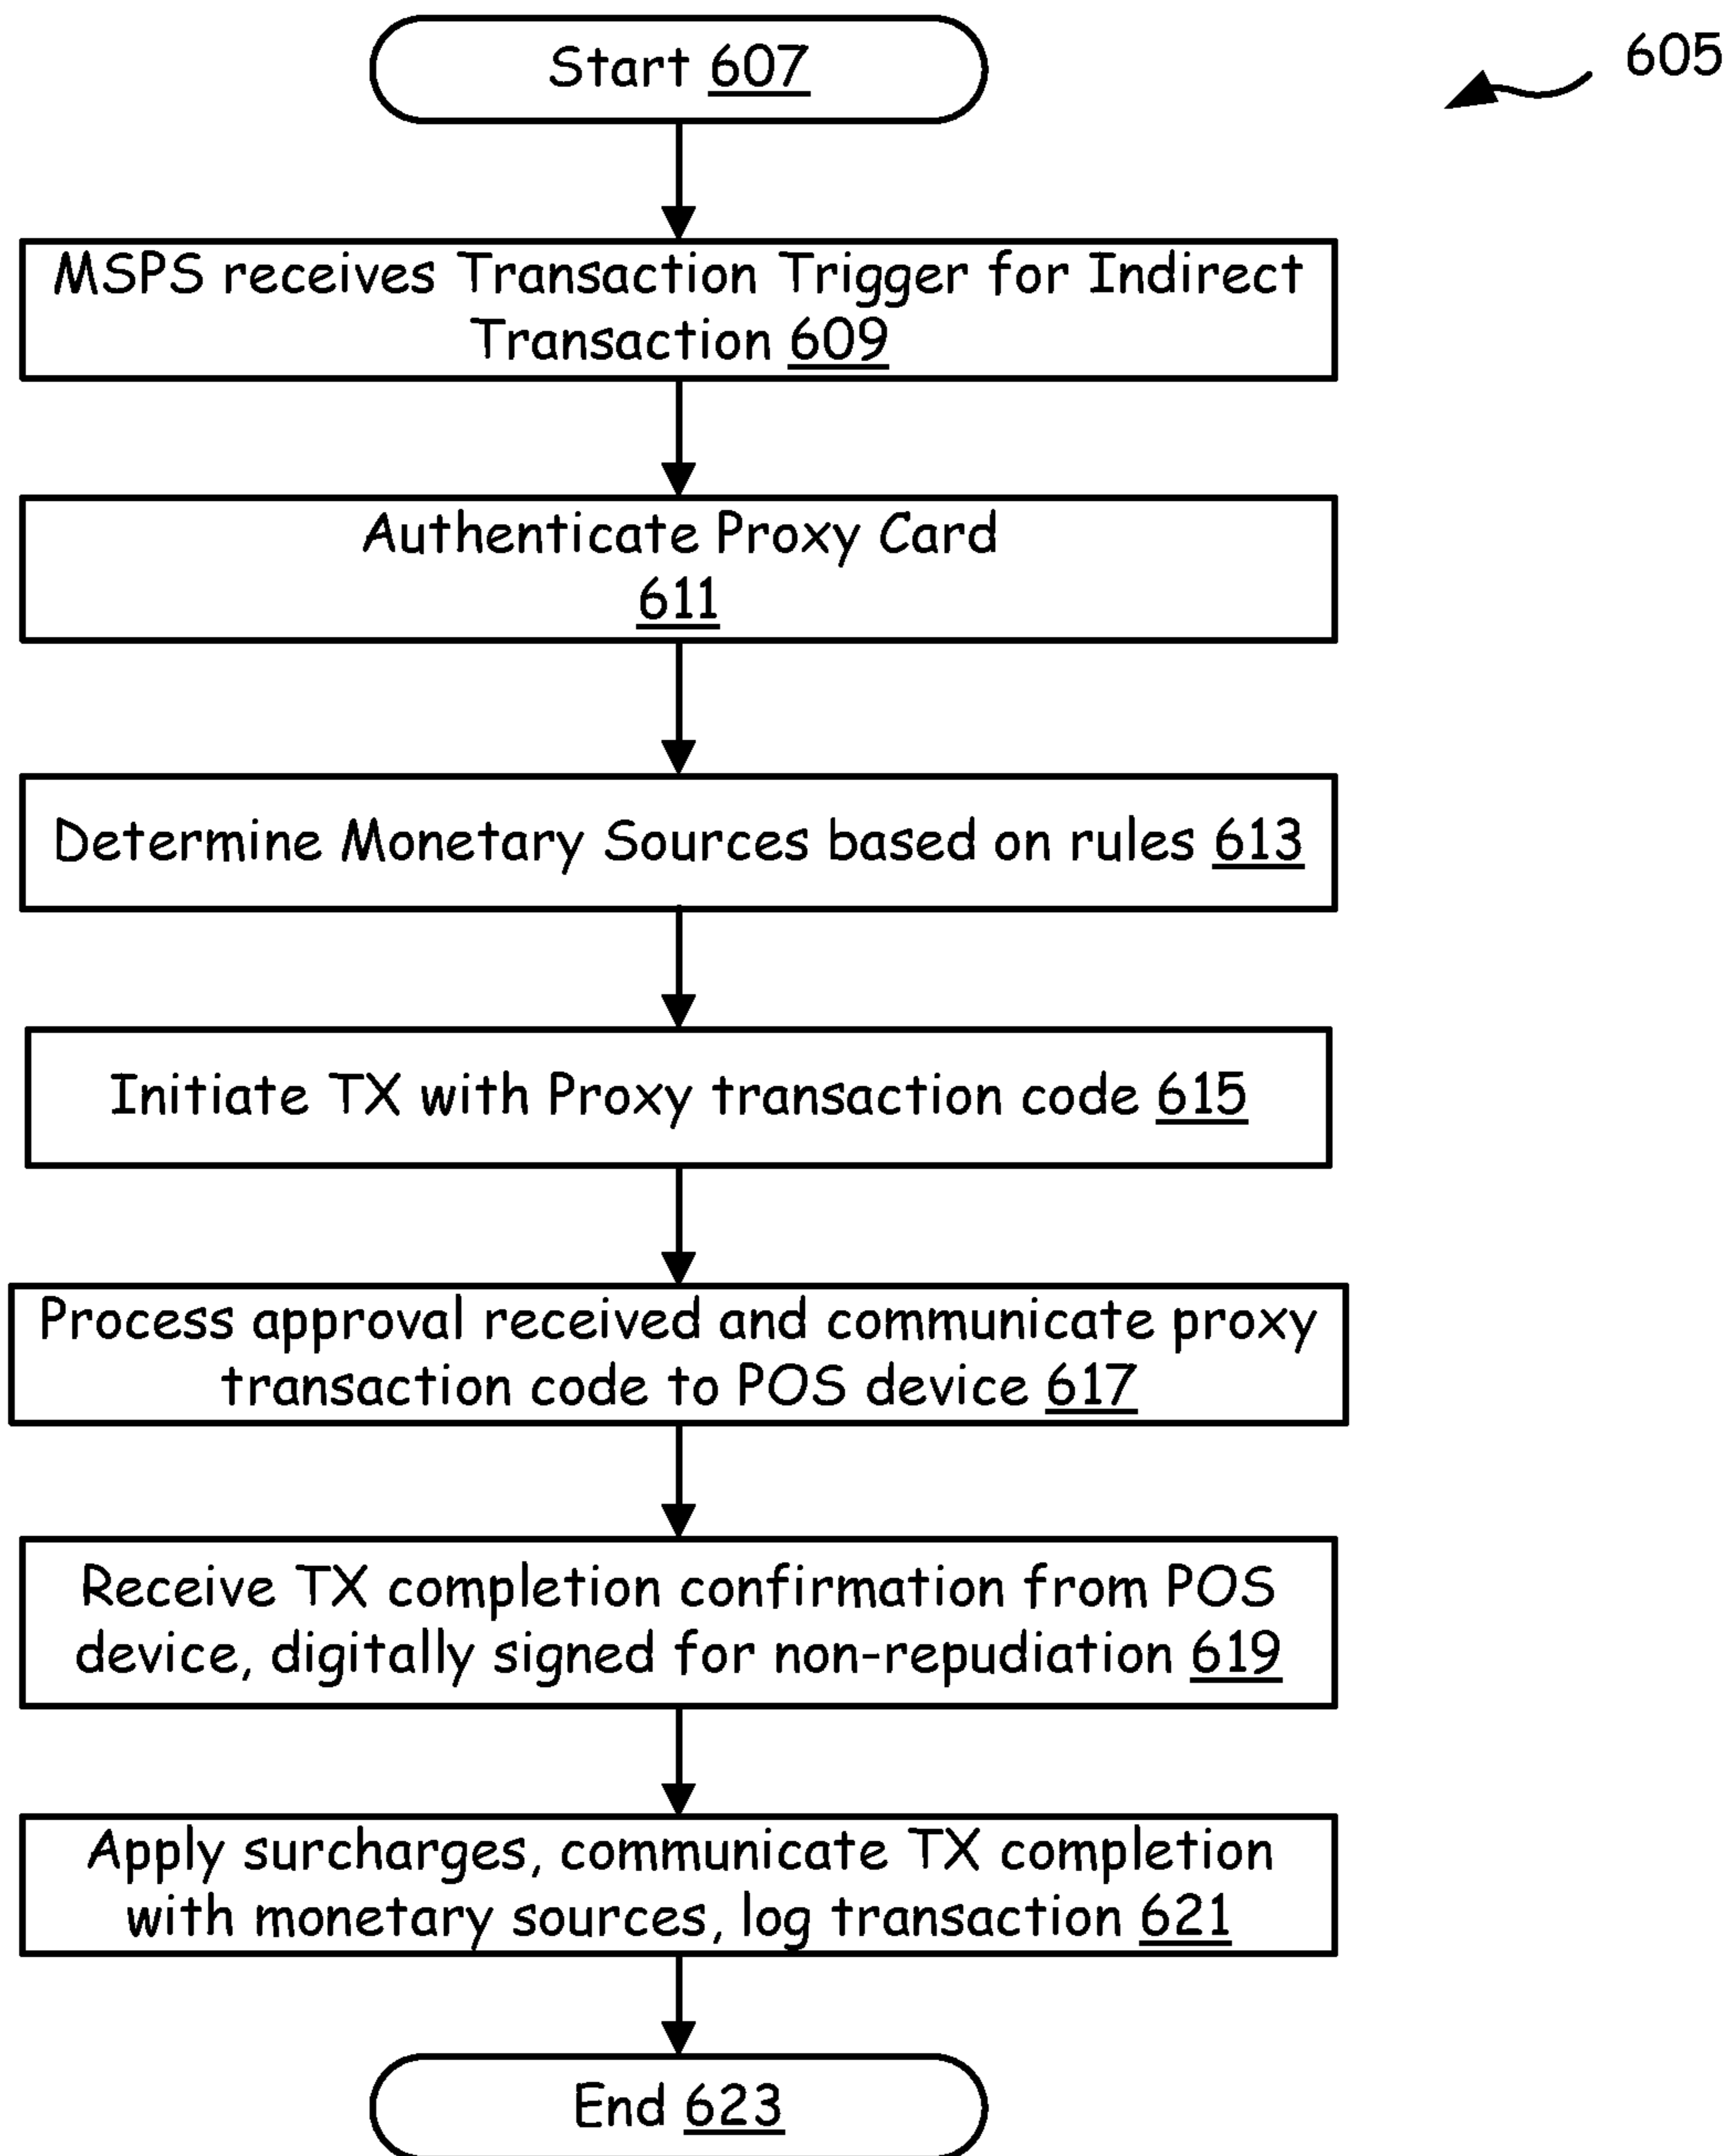 Start 607
605
MSPS receives Transaction Trigger for Indirect
Transaction 609
Authenticate Proxy Card
611
Determine Monetary Sources based on rules 613
Initiate TX with Proxy transaction code 615
Process approval received and communicate proxy
transaction code to POS device 617
Receive TX completion confirmation from POS
device, digitally signed for non-repudiation 619
Apply surcharges, communicate TX completion
with monetary sources, log transaction 621
End 623